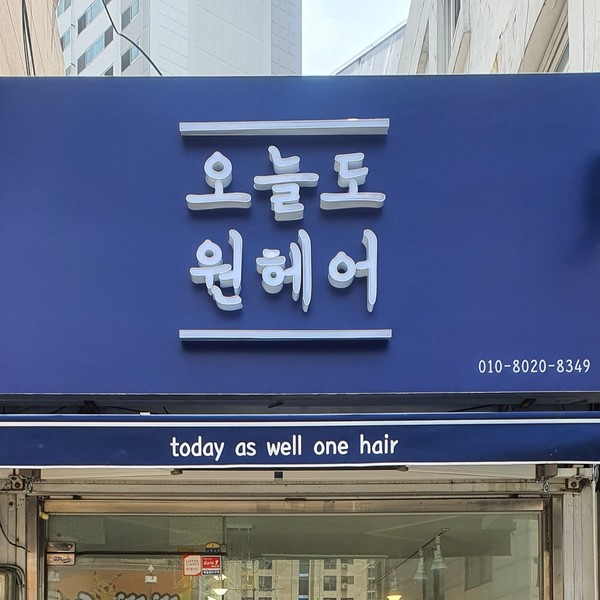 오늘도
원헤어
010-8020-8349
today as well one hair